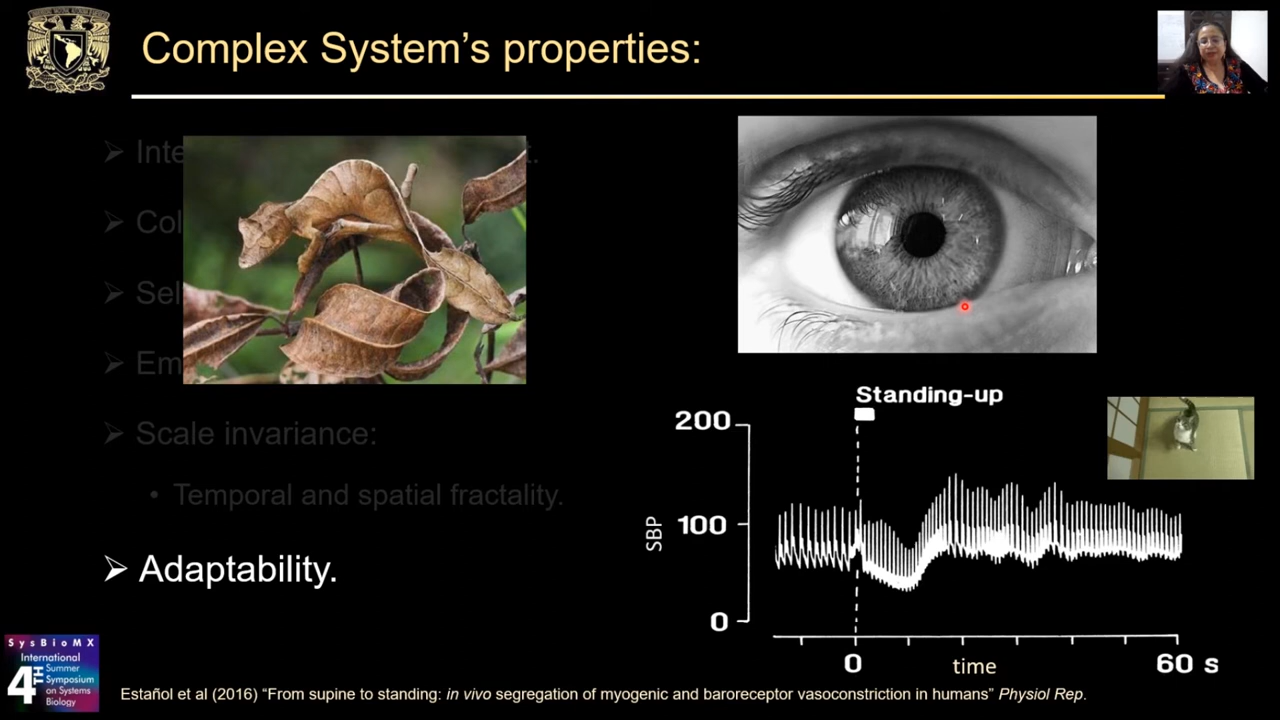 Complex System’s properties:
Inte
.
Col
Sel
Em
➢ Scale invariance:
• Temporal and spatial fractality.
➢ Adaptability.
Standing-up
200
100
0
SBP
0
time
60 s
SysBioMX
International
4TH
Summer
Symposium
on Systems
Biology
Estañol et al (2016) “From supine to standing: in vivo segregation of myogenic and baroreceptor vasoconstriction in humans” Physiol Rep.